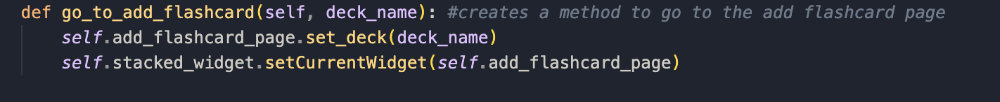 def go_to_add_flashcard(self, deck_name): #creates a method to go to the add flashcard page
    self.add_flashcard_page.set_deck(deck_name)
    self.stacked_widget.setCurrentWidget(self.add_flashcard_page)